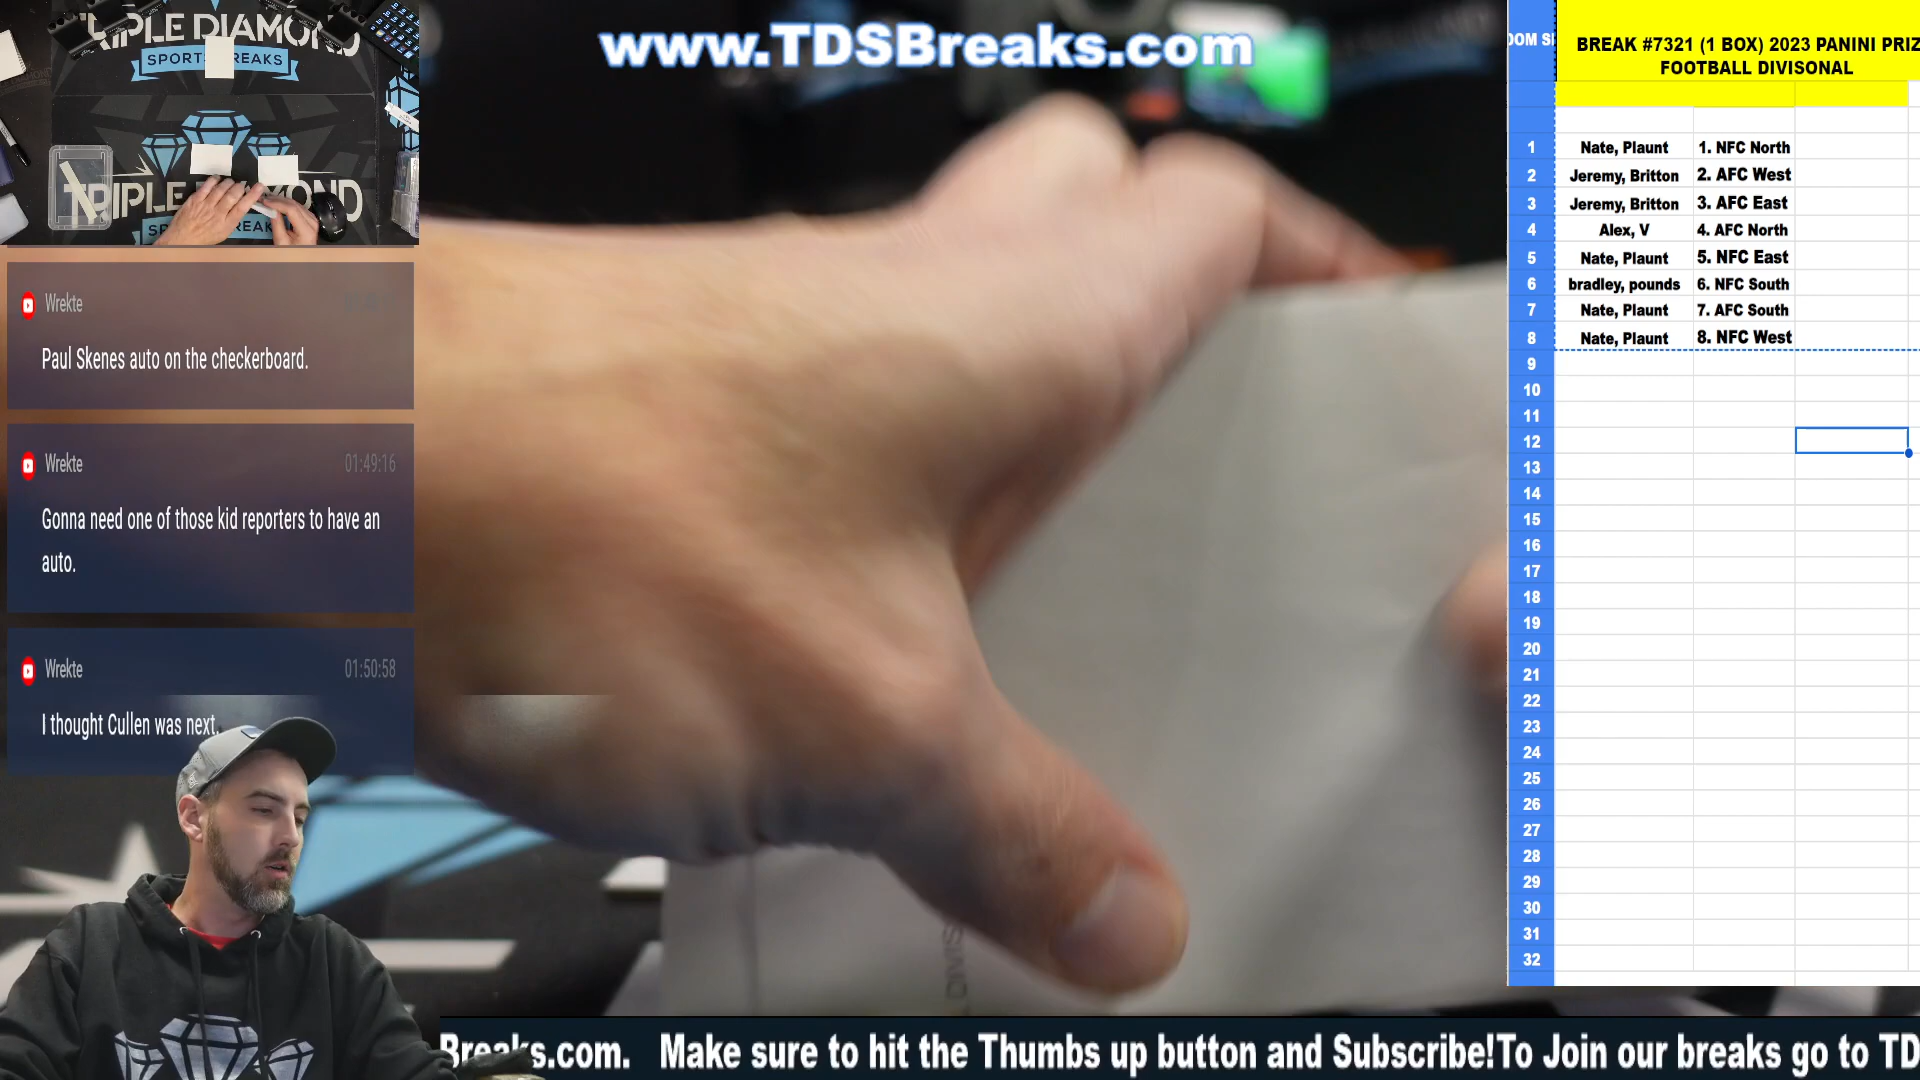 TRIPLE DIAMOND
SPORTS BREAKS
TRIPLE DIAMOND
www.TDSBreaks.com
Wrekte
Paul Skenes auto on the checkerboard.
Wrekte 01:49:16
Gonna need one of those kid reporters to have an
auto.
Wrekte 01:50:58
I thought Cullen was next.
BREAK #7321 (1 BOX) 2023 PANINI PRIZ
FOOTBALL DIVISONAL
1 Nate, Plaunt 1. NFC North
2 Jeremy, Britton 2. AFC West
3 Jeremy, Britton 3. AFC East
4 Alex, V 4. AFC North
5 Nate, Plaunt 5. NFC East
6 bradley, pounds 6. NFC South
7 Nate, Plaunt 7. AFC South
8 Nate, Plaunt 8. NFC West
9
10
11
12
13
14
15
16
17
18
19
20
21
22
23
24
25
26
27
28
29
30
31
32
Breaks.com. Make sure to hit the Thumbs up button and Subscribe!To Join our breaks go to TD